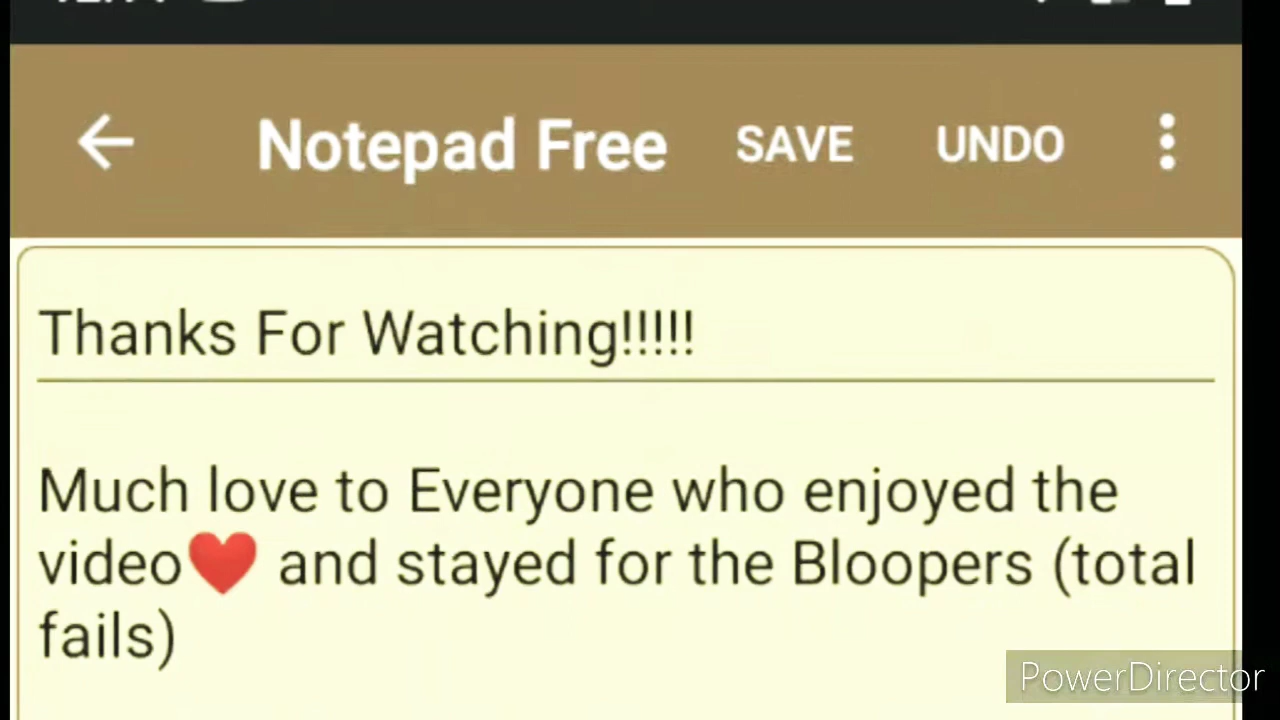 Notepad Free SAVE UNDO
Thanks For Watching!!!!!
Much love to Everyone who enjoyed the
video❤️ and stayed for the Bloopers (total
fails)
PowerDirector